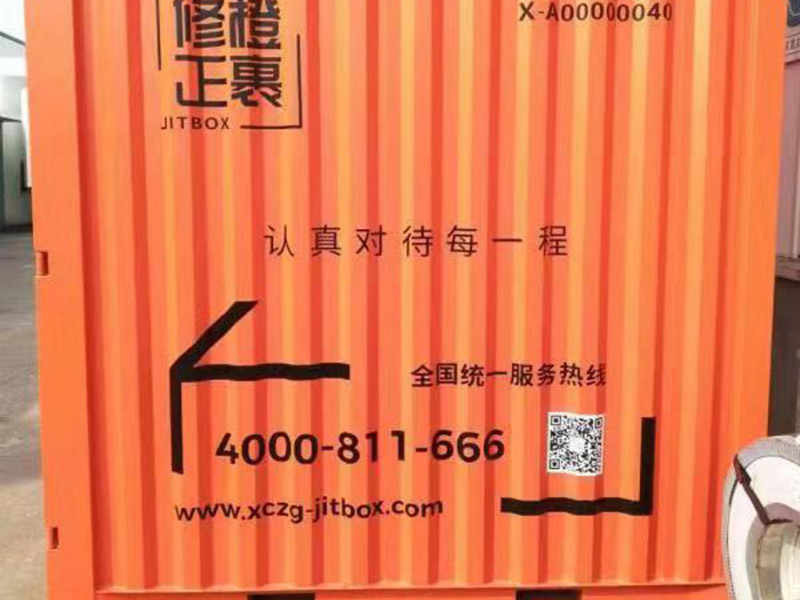 修橙
正裹
JITBOX
X-A00000040
认真对待每一程
全国统一服务热线
4000-811-666
www.xczg-jitbox.com